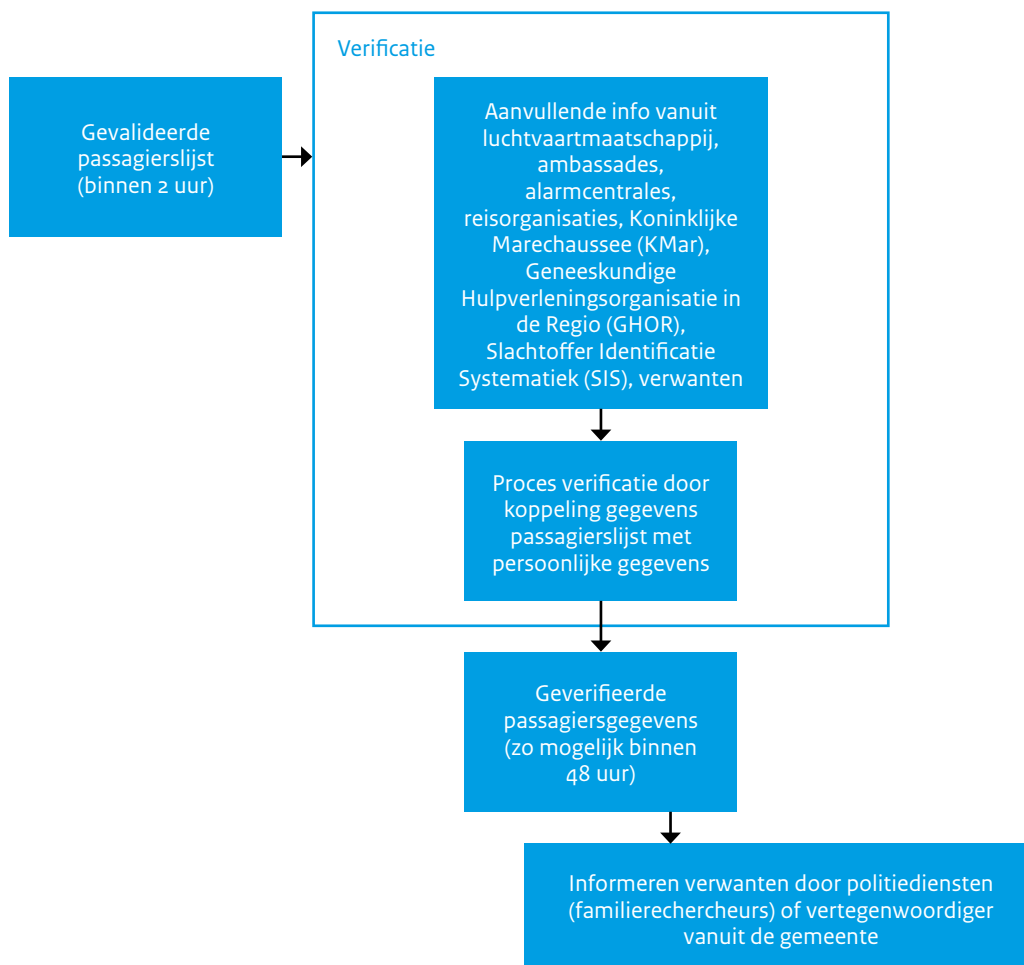 Verificatie
Gevalideerde
passagierslijst
(binnen 2 uur)
Aanvullende info vanuit
luchtvaartmaatschappij,
ambassades,
alarmcentrales,
reisorganisaties, Koninklijke
Marechaussee (KMar),
Geneeskundige
Hulpverleningsorganisatie in
de Regio (GHOR),
Slachtoffer Identificatie
Systematiek (SIS), verwanten
Proces verificatie door
koppeling gegevens
passagierslijst met
persoonlijke gegevens
Geverifieerde
passagiersgegevens
(zo mogelijk binnen
48 uur)
Informeren verwanten door politiediensten
(familierechercheurs) of vertegenwoordiger
vanuit de gemeente